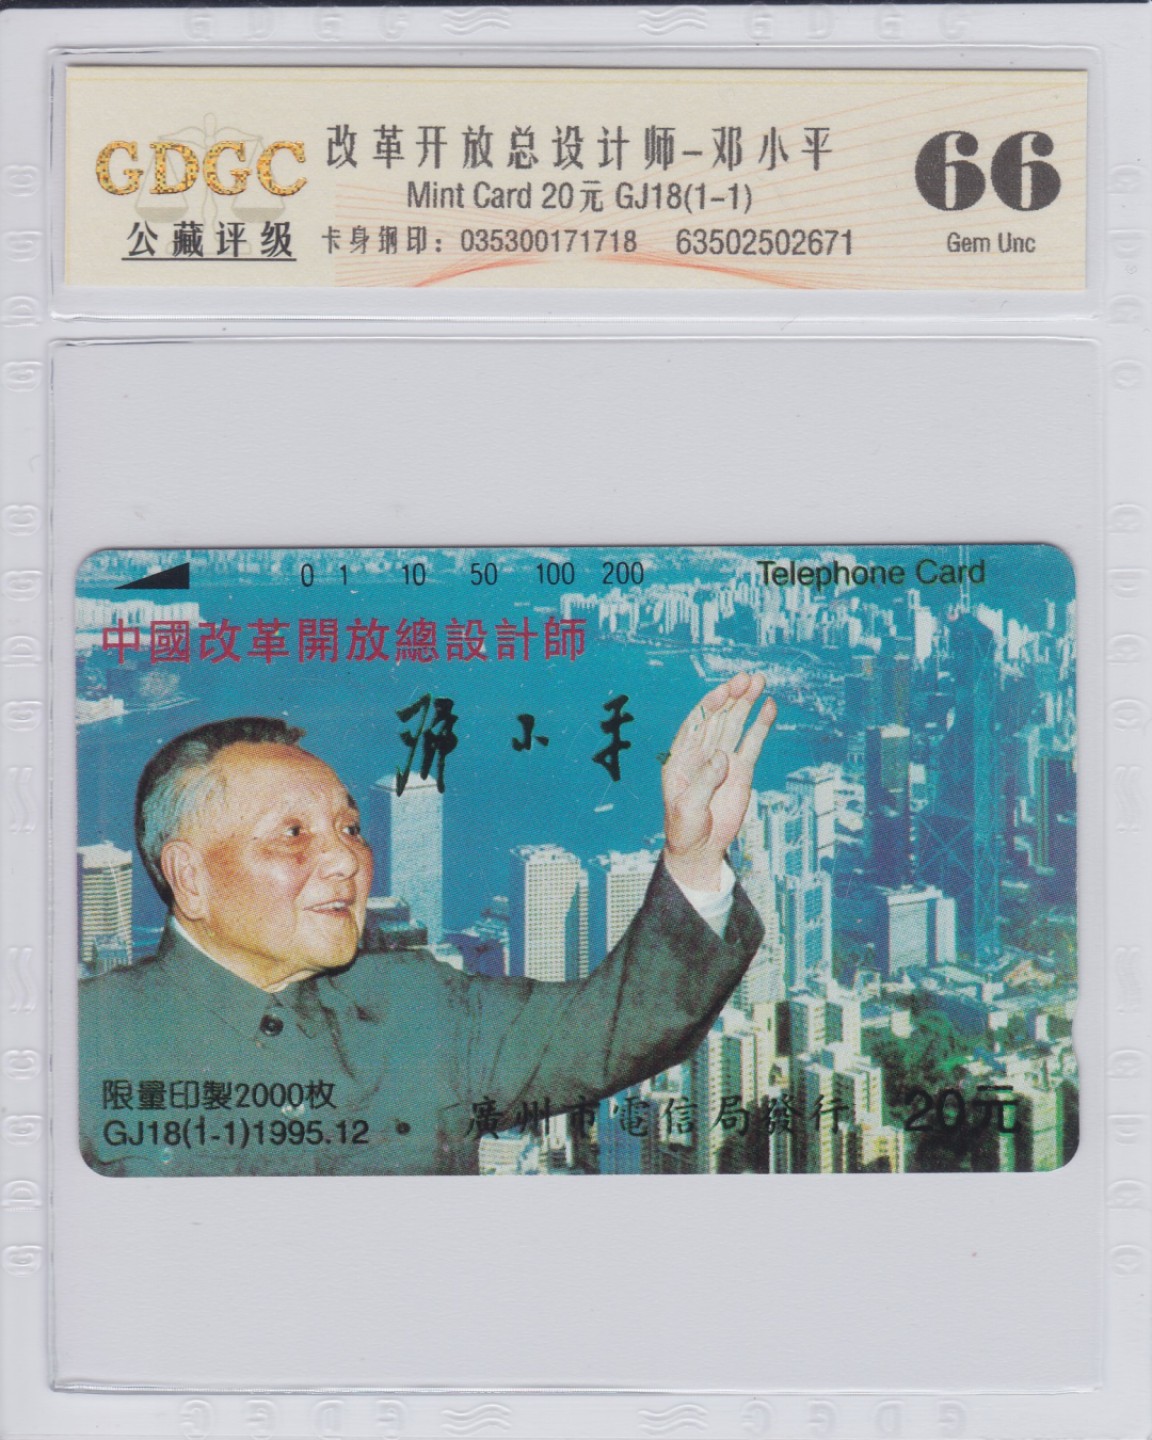 GDGC
公藏评级
改革开放总设计师-邓小平
Mint Card 20元 GJ18(1-1)
卡身钢印：035300171718 63502502671
66
Gem Unc
0 1 10 50 100 200 Telephone Card
中國改革開放總設計師
鄧小平
限量印製2000枚
GJ18(1-1)1995.12
廣州市電信局發行 20元